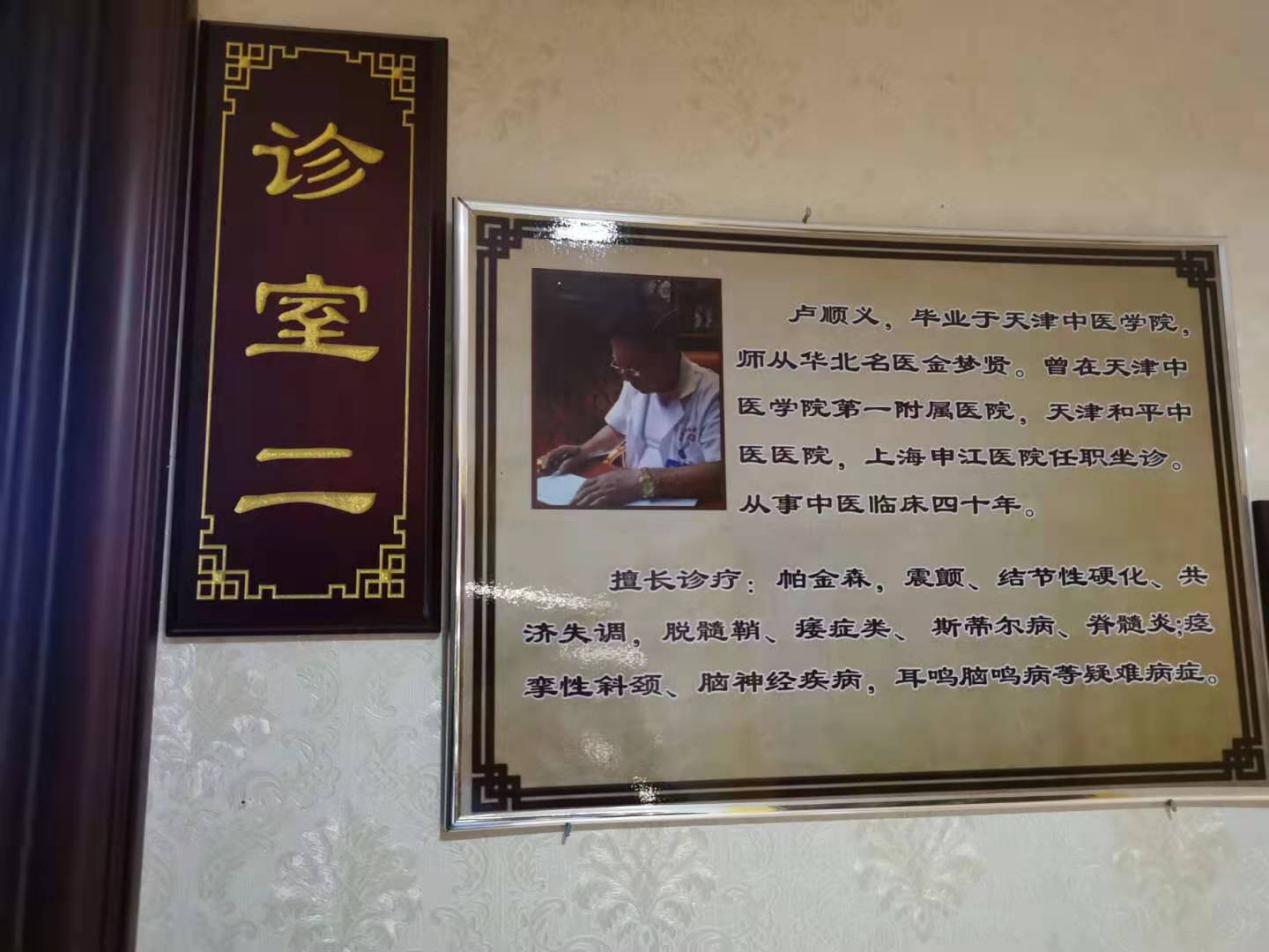 诊室二
卢顺义，毕业于天津中医学院，
师从华北名医金梦贤。曾在天津中
医学院第一附属医院，天津和平中
医医院，上海申江医院任职坐诊。
从事中医临床四十年。
擅长诊疗：帕金森，震颤、结节性硬化、共
济失调，脱髓鞘、痿症类、斯蒂尔病、脊髓炎;痉
挛性斜颈、脑神经疾病，耳鸣脑鸣病等疑难病症。